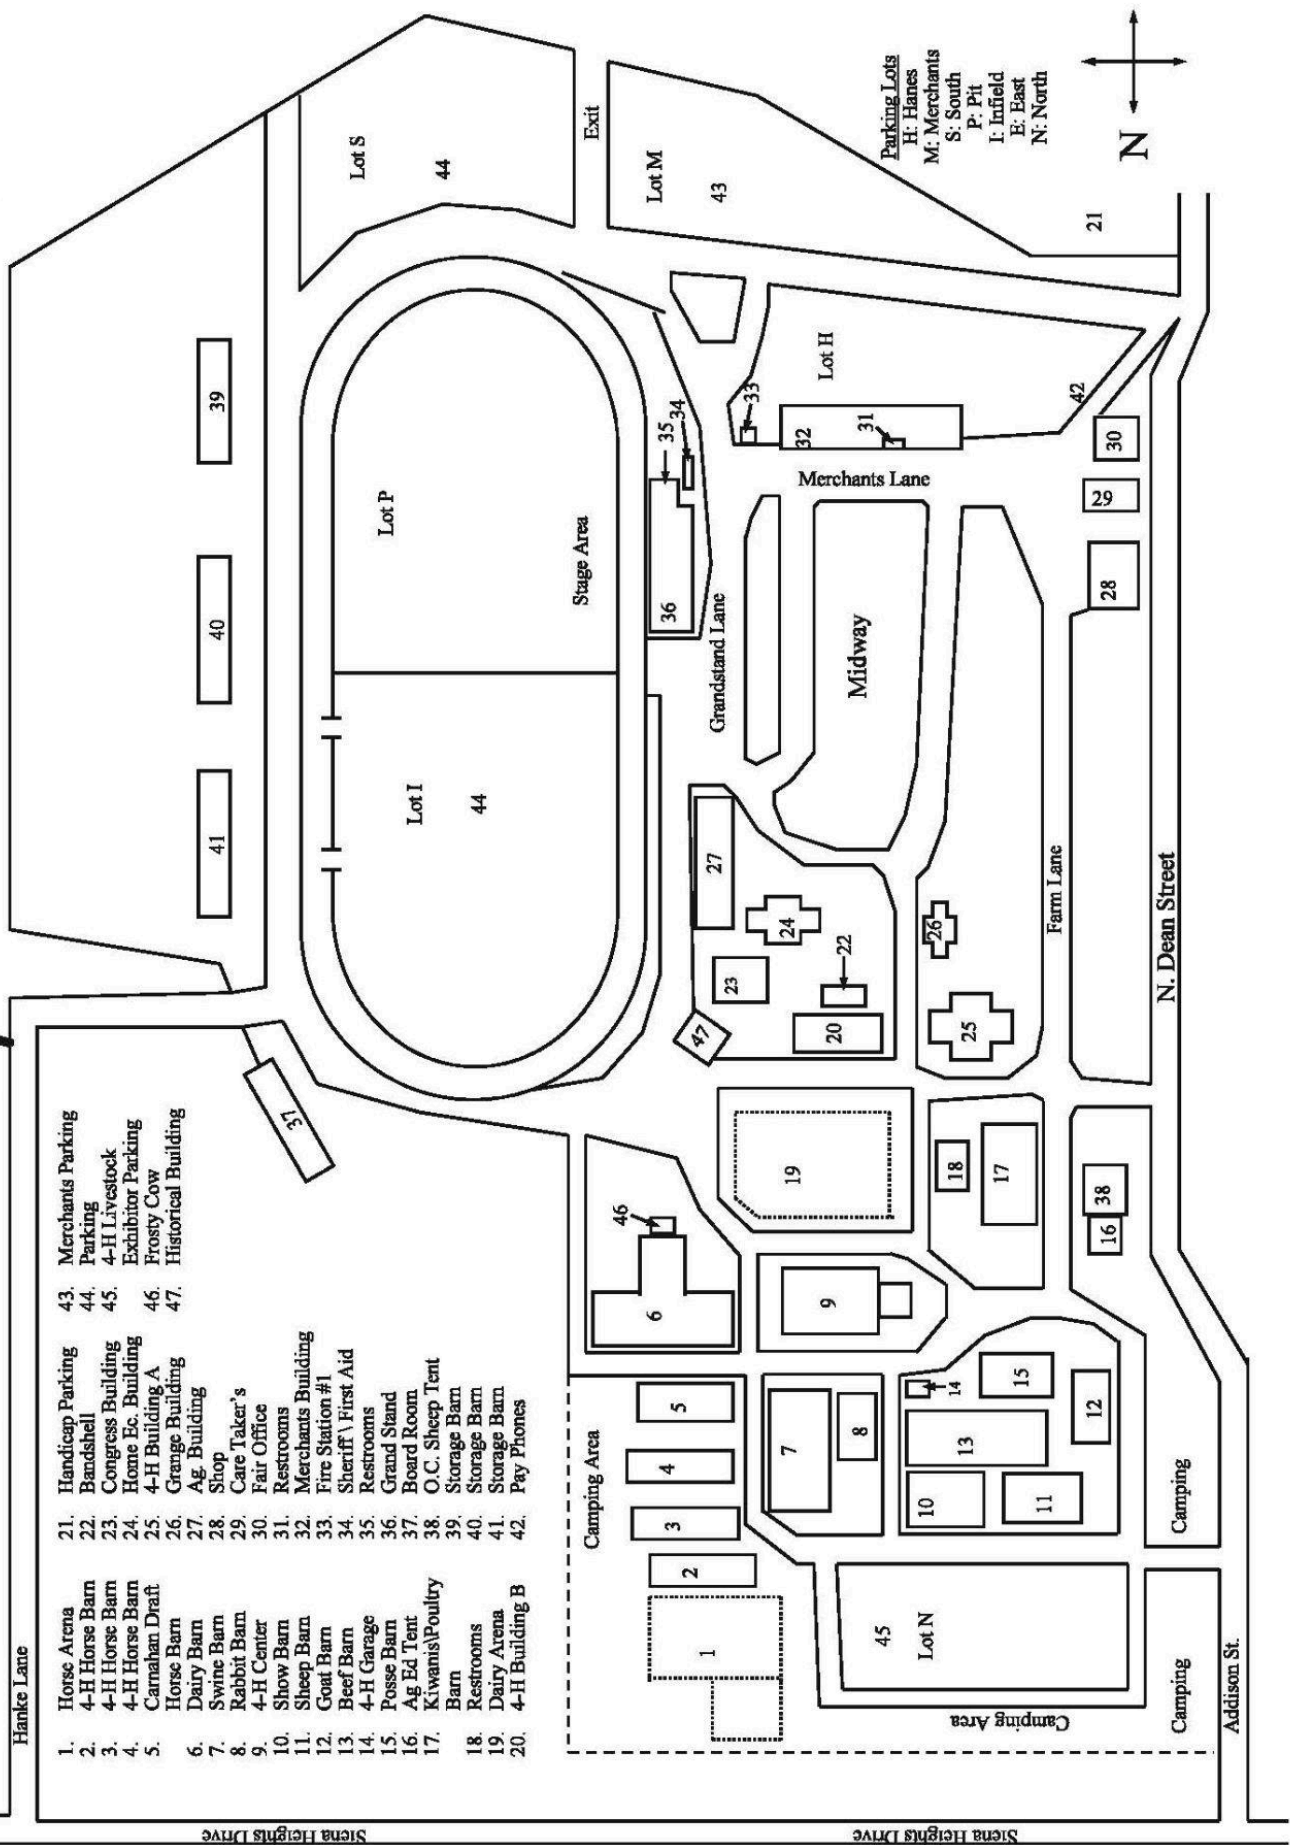 Hanke Lane
1. Horse Arena
2. 4-H Horse Barn
3. 4-H Horse Barn
4. 4-H Horse Barn
5. Carnahan Draft
Horse Barn
6. Dairy Barn
7. Swine Barn
8. Rabbit Barn
9. 4-H Center
10. Show Barn
11. Sheep Barn
12. Goat Barn
13. Beef Barn
14. 4-H Garage
15. Posse Barn
16. Ag Ed Tent
17. Kiwanis\Poultry
Barn
18. Restrooms
19. Dairy Arena
20. 4-H Building B
21. Handicap Parking
22. Bandshell
23. Congress Building
24. Home Ec. Building
25. 4-H Building A
26. Grange Building
27. Ag. Building
28. Shop
29. Care Taker's
30. Fair Office
31. Restrooms
32. Merchants Building
33. Fire Station #1
34. Sheriff \ First Aid
35. Restrooms
36. Grand Stand
37. Board Room
38. O.C. Sheep Tent
39. Storage Barn
40. Storage Barn
41. Storage Barn
42. Pay Phones
43. Merchants Parking
44. Parking
45. 4-H Livestock
Exhibitor Parking
46. Frosty Cow
47. Historical Building
37
41
40
39
Lot I
44
Lot P
Stage Area
Lot S
44
Exit
Lot M
43
21
Parking Lots
H: Hanes
M: Merchants
S: South
P: Pit
I: Infield
E: East
N: North
N
36
35
34
33
32
31
Lot H
42
30
29
28
Merchants Lane
Grandstand Lane
Midway
Farm Lane
N. Dean Street
27
24
23
22
20
47
26
25
19
18
17
38
16
46
6
9
5
4
3
2
1
7
8
14
15
13
12
10
11
Camping Area
45
Lot N
Camping Area
Camping
Camping
Addison St.
Siena Heights Drive
Siena Heights Drive